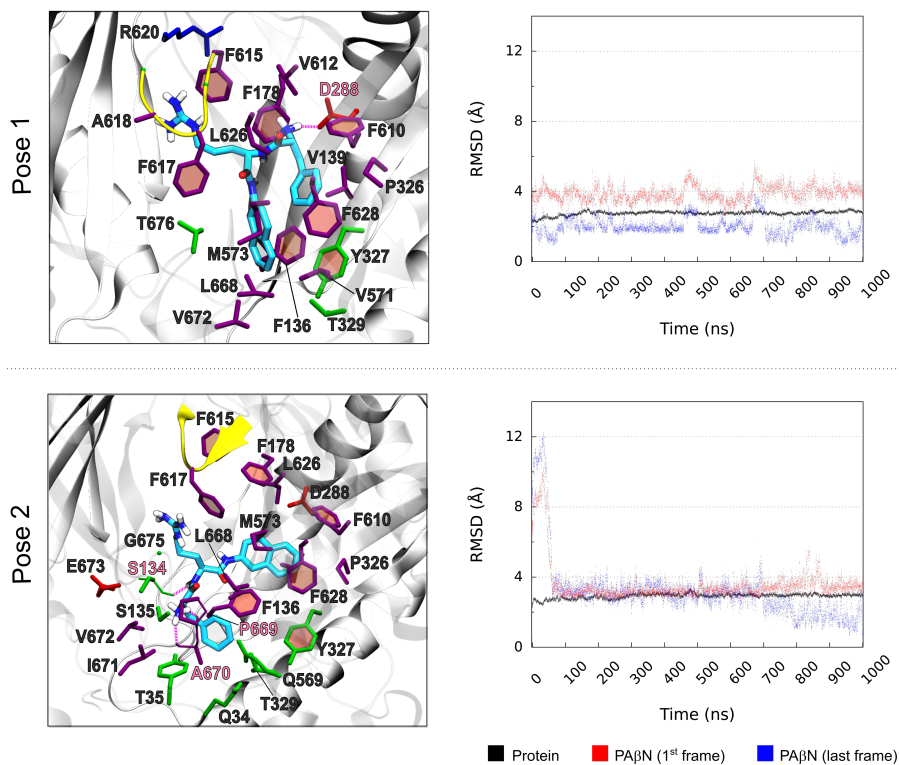 Pose 1
R620
F615
V612
F178
D288
A618
L626
F610
V139
F617
P326
T676
F628
M573
Y327
L668
V571
V672
F136
T329
RMSD (Å)
12
8
4
0
0 100 200 300 400 500 600 700 800 900 1000
Time (ns)
Pose 2
F615
F178
L626
F617
D288
M573
F610
G675
L668
E673
S134
P326
F628
S135
F136
V672
P669
Y327
I671
A670
Q569
T35
T329
Q34
RMSD (Å)
12
8
4
0
0 100 200 300 400 500 600 700 800 900 1000
Time (ns)
Protein PAβN (1st frame) PAβN (last frame)